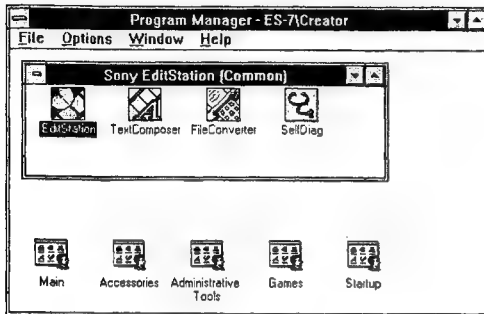 Program Manager - ES-7\Creator
File Options Window Help
Sony EditStation (Common)
EditStation TextComposer FileConverter SelfDiag
Main Accessories Administrative Tools Games Startup